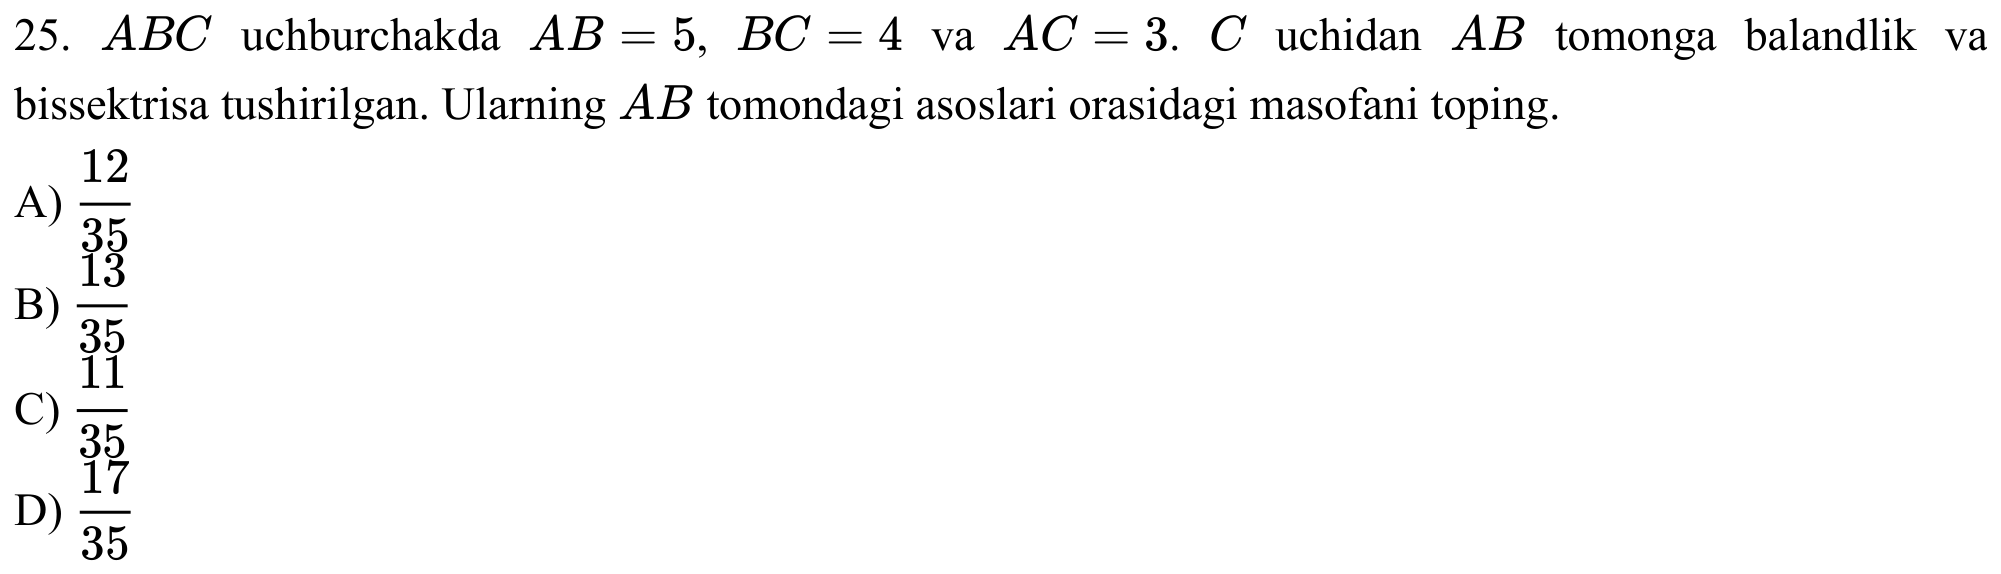 25. ABC uchburchakda AB = 5, BC = 4 va AC = 3. C uchidan AB tomonga balandlik va
bissektrisa tushirilgan. Ularning AB tomondagi asoslari orasidagi masofani toping.
A) 12/35
B) 13/35
C) 11/35
D) 17/35